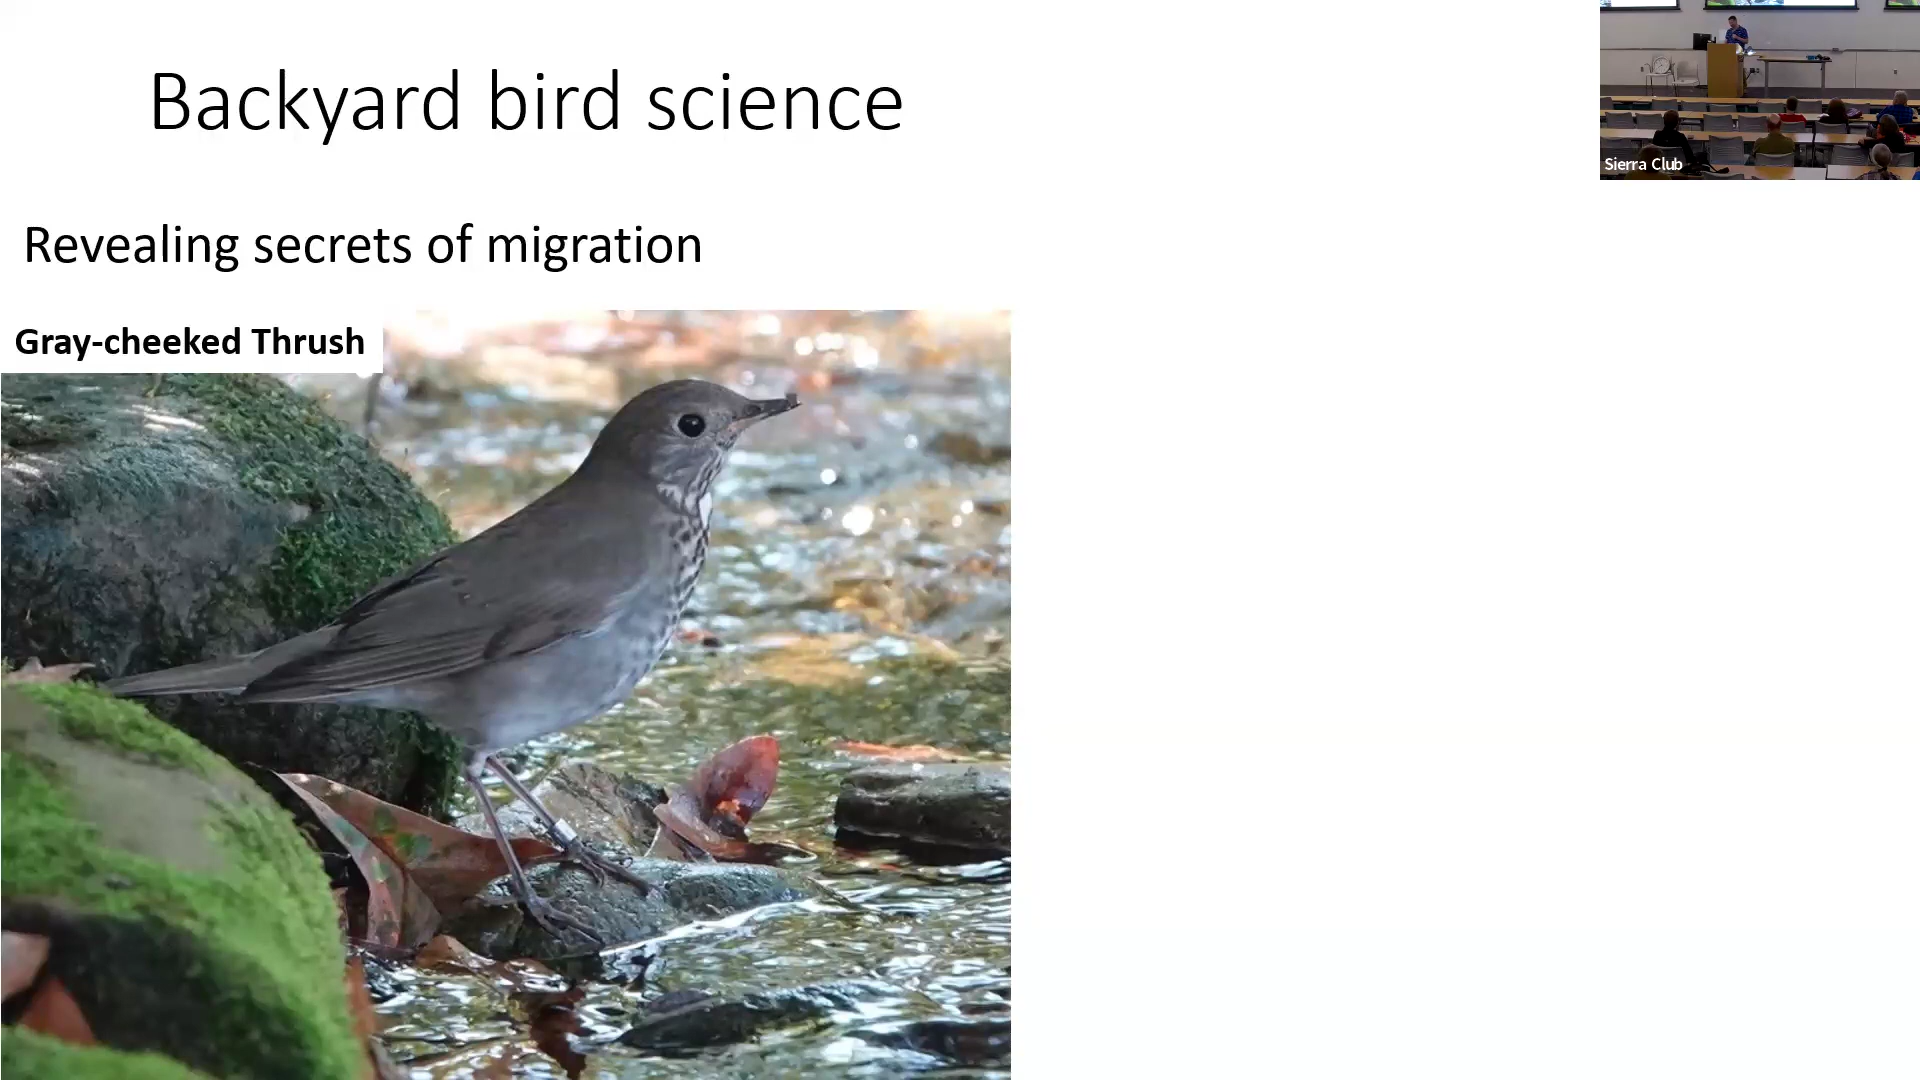 Backyard bird science
Sierra Club
Revealing secrets of migration
Gray-cheeked Thrush